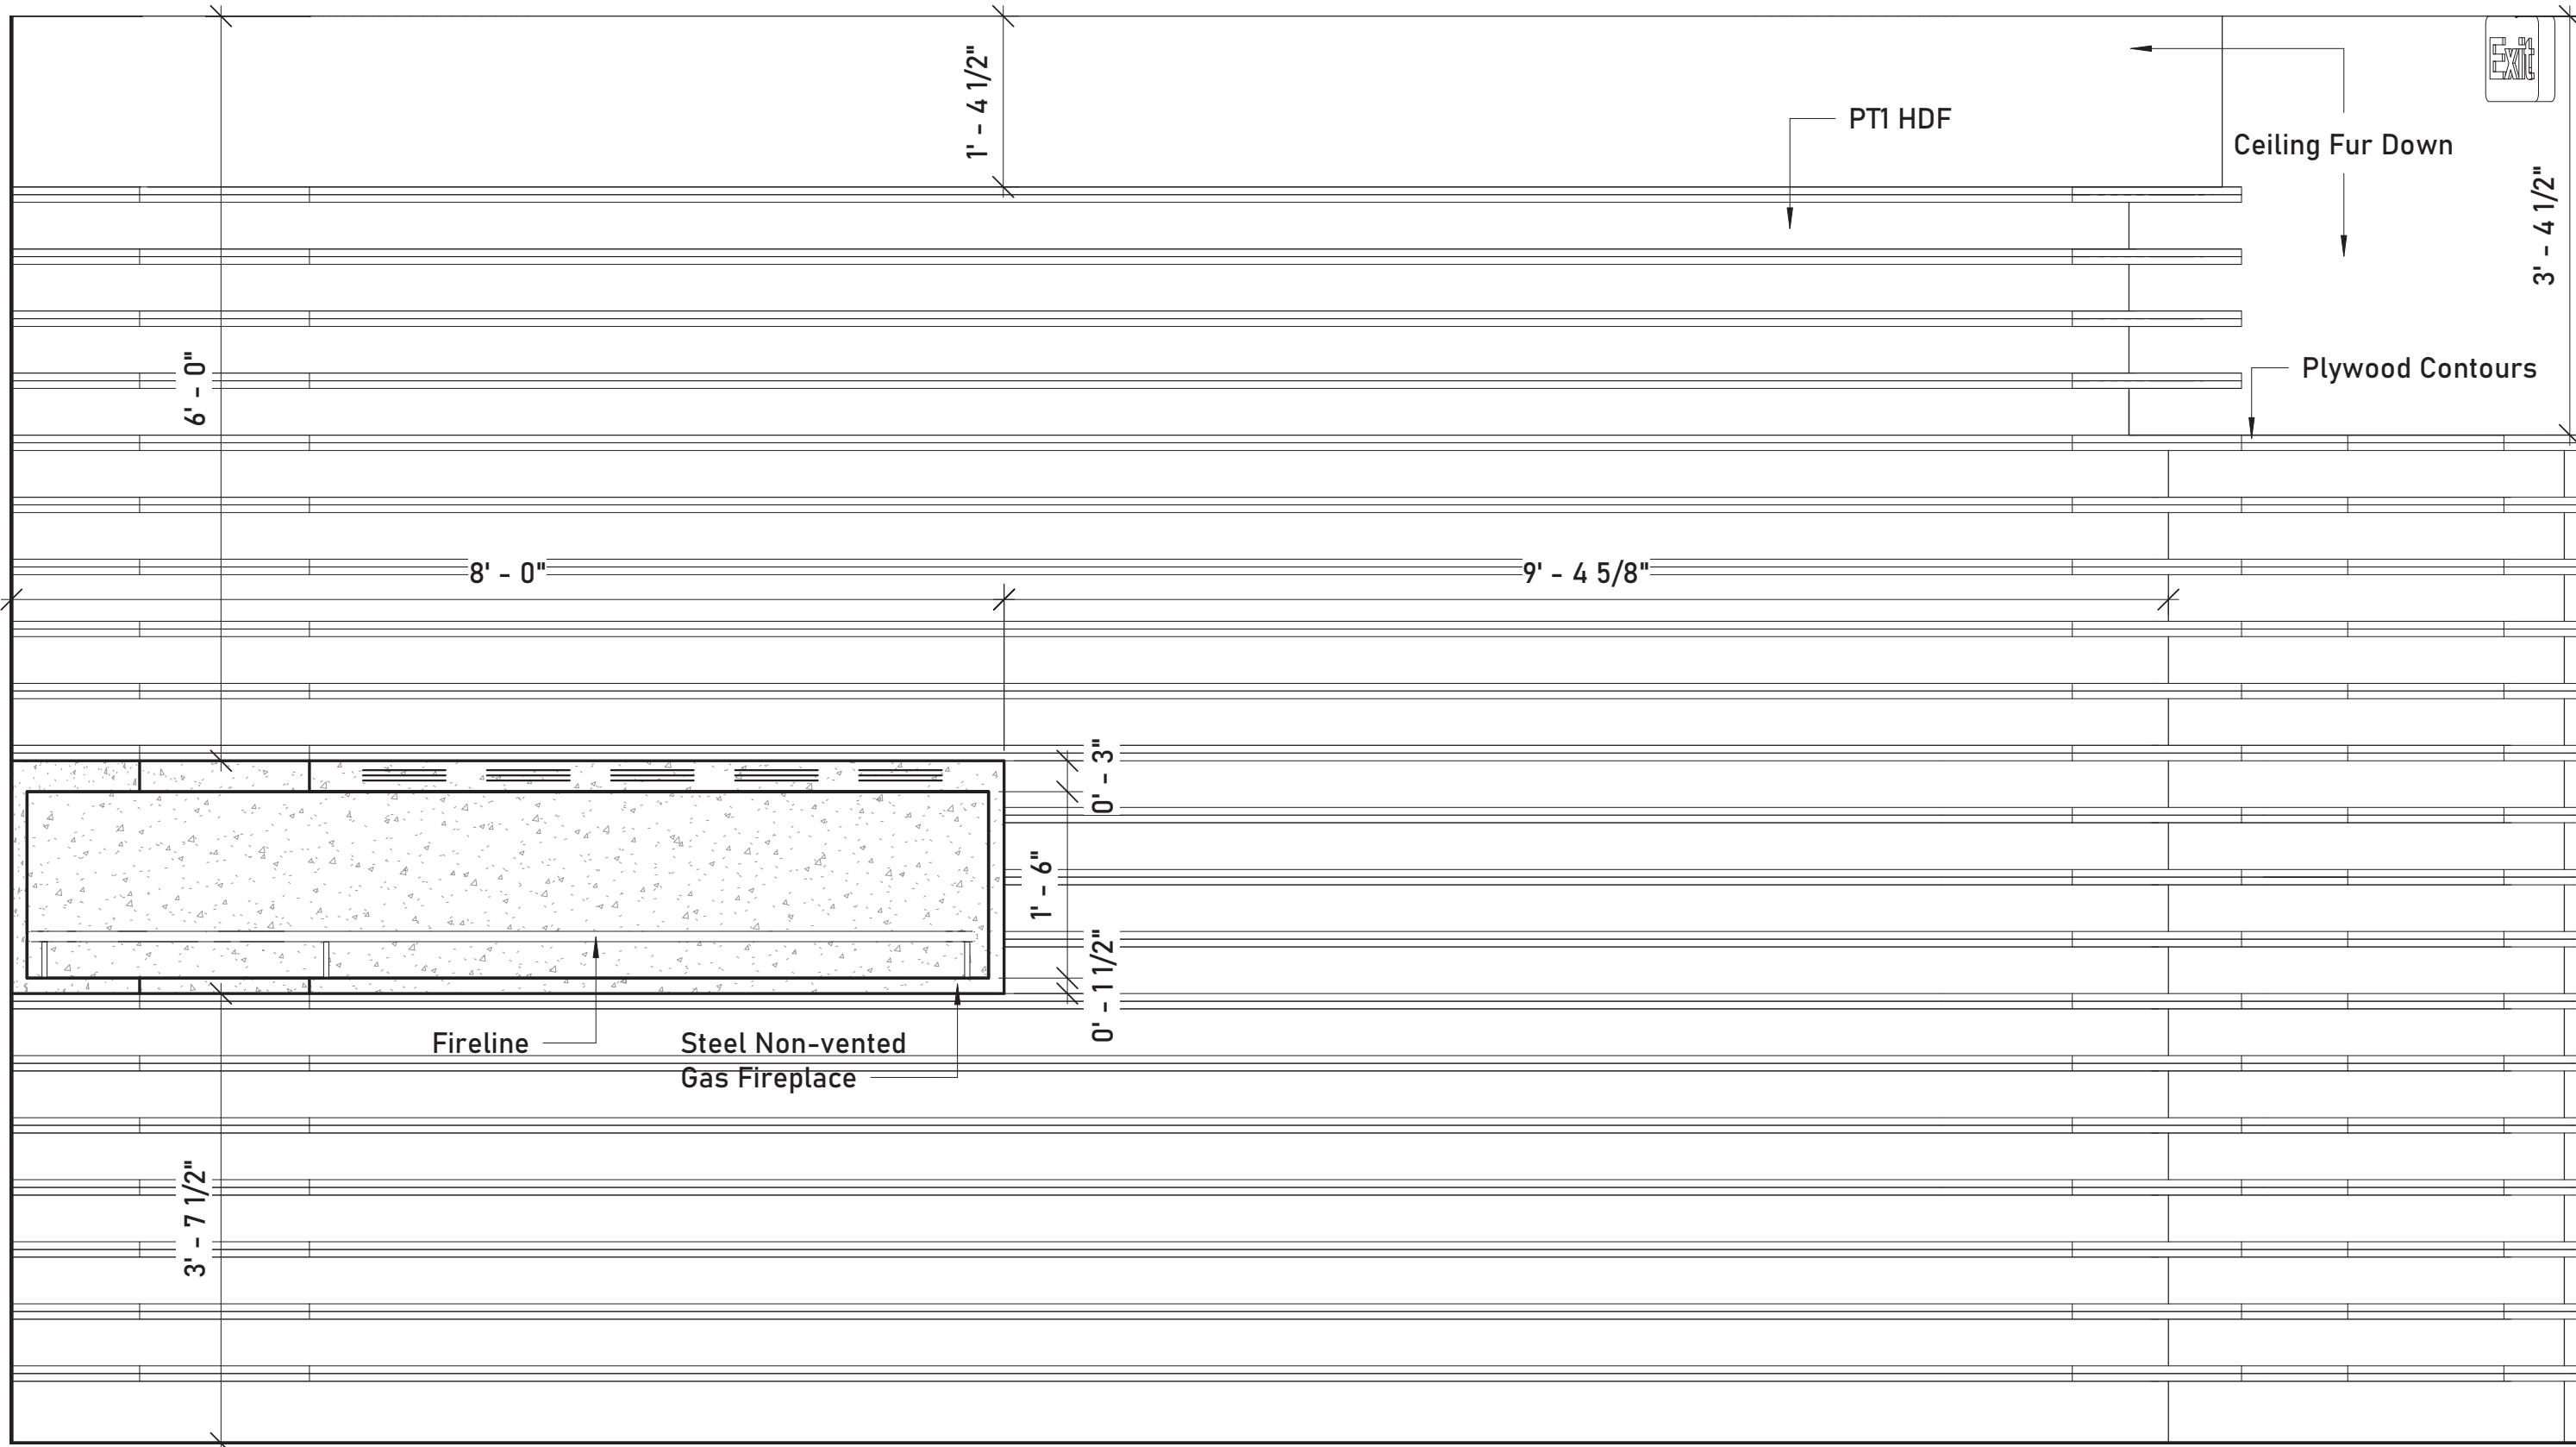 Exit
1' - 4 1/2"
PT1 HDF
Ceiling Fur Down
3' - 4 1/2"
6' - 0"
Plywood Contours
8' - 0"
9' - 4 5/8"
0' - 3"
1' - 6"
0' - 1 1/2"
Fireline
Steel Non-vented
Gas Fireplace
3' - 7 1/2"